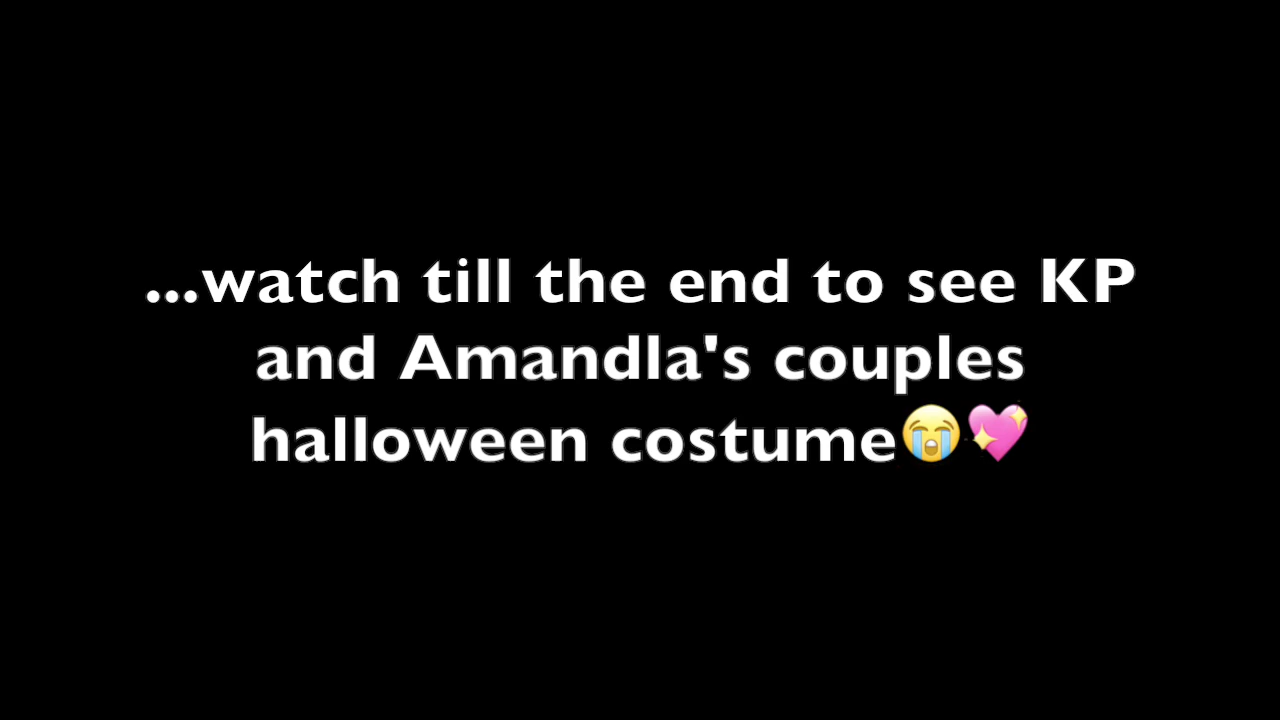 ...watch till the end to see KP
and Amandla's couples
halloween costume😭💖